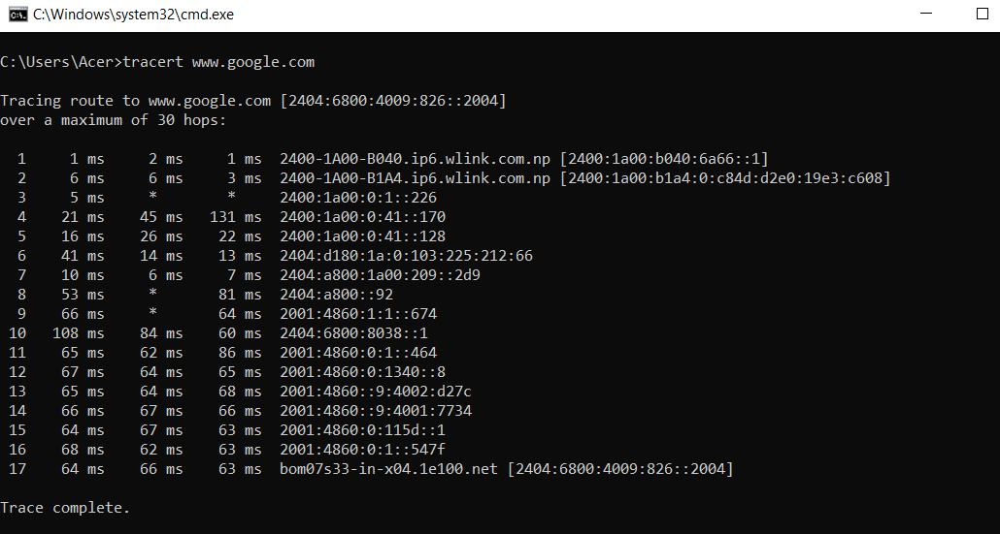 C:\Windows\system32\cmd.exe
C:\Users\Acer>tracert www.google.com
Tracing route to www.google.com [2404:6800:4009:826::2004]
over a maximum of 30 hops:
1 1 ms 2 ms 1 ms 2400-1A00-B040.ip6.wlink.com.np [2400:1a00:b040:6a66::1]
2 6 ms 6 ms 3 ms 2400-1A00-B1A4.ip6.wlink.com.np [2400:1a00:b1a4:0:c84d:d2e0:19e3:c608]
3 5 ms * * 2400:1a00:0:1::226
4 21 ms 45 ms 131 ms 2400:1a00:0:41::170
5 16 ms 26 ms 22 ms 2400:1a00:0:41::128
6 41 ms 14 ms 13 ms 2404:d180:1a:0:103:225:212:66
7 10 ms 6 ms 7 ms 2404:a800:1a00:209::2d9
8 53 ms * 81 ms 2404:a800::92
9 66 ms * 64 ms 2001:4860:1:1::674
10 108 ms 84 ms 60 ms 2404:6800:8038::1
11 65 ms 62 ms 86 ms 2001:4860:0:1::464
12 67 ms 64 ms 65 ms 2001:4860:0:1340::8
13 65 ms 64 ms 68 ms 2001:4860::9:4002:d27c
14 66 ms 67 ms 66 ms 2001:4860::9:4001:7734
15 64 ms 67 ms 63 ms 2001:4860:0:115d::1
16 68 ms 62 ms 63 ms 2001:4860:0:1::547f
17 64 ms 66 ms 63 ms bom07s33-in-x04.1e100.net [2404:6800:4009:826::2004]
Trace complete.